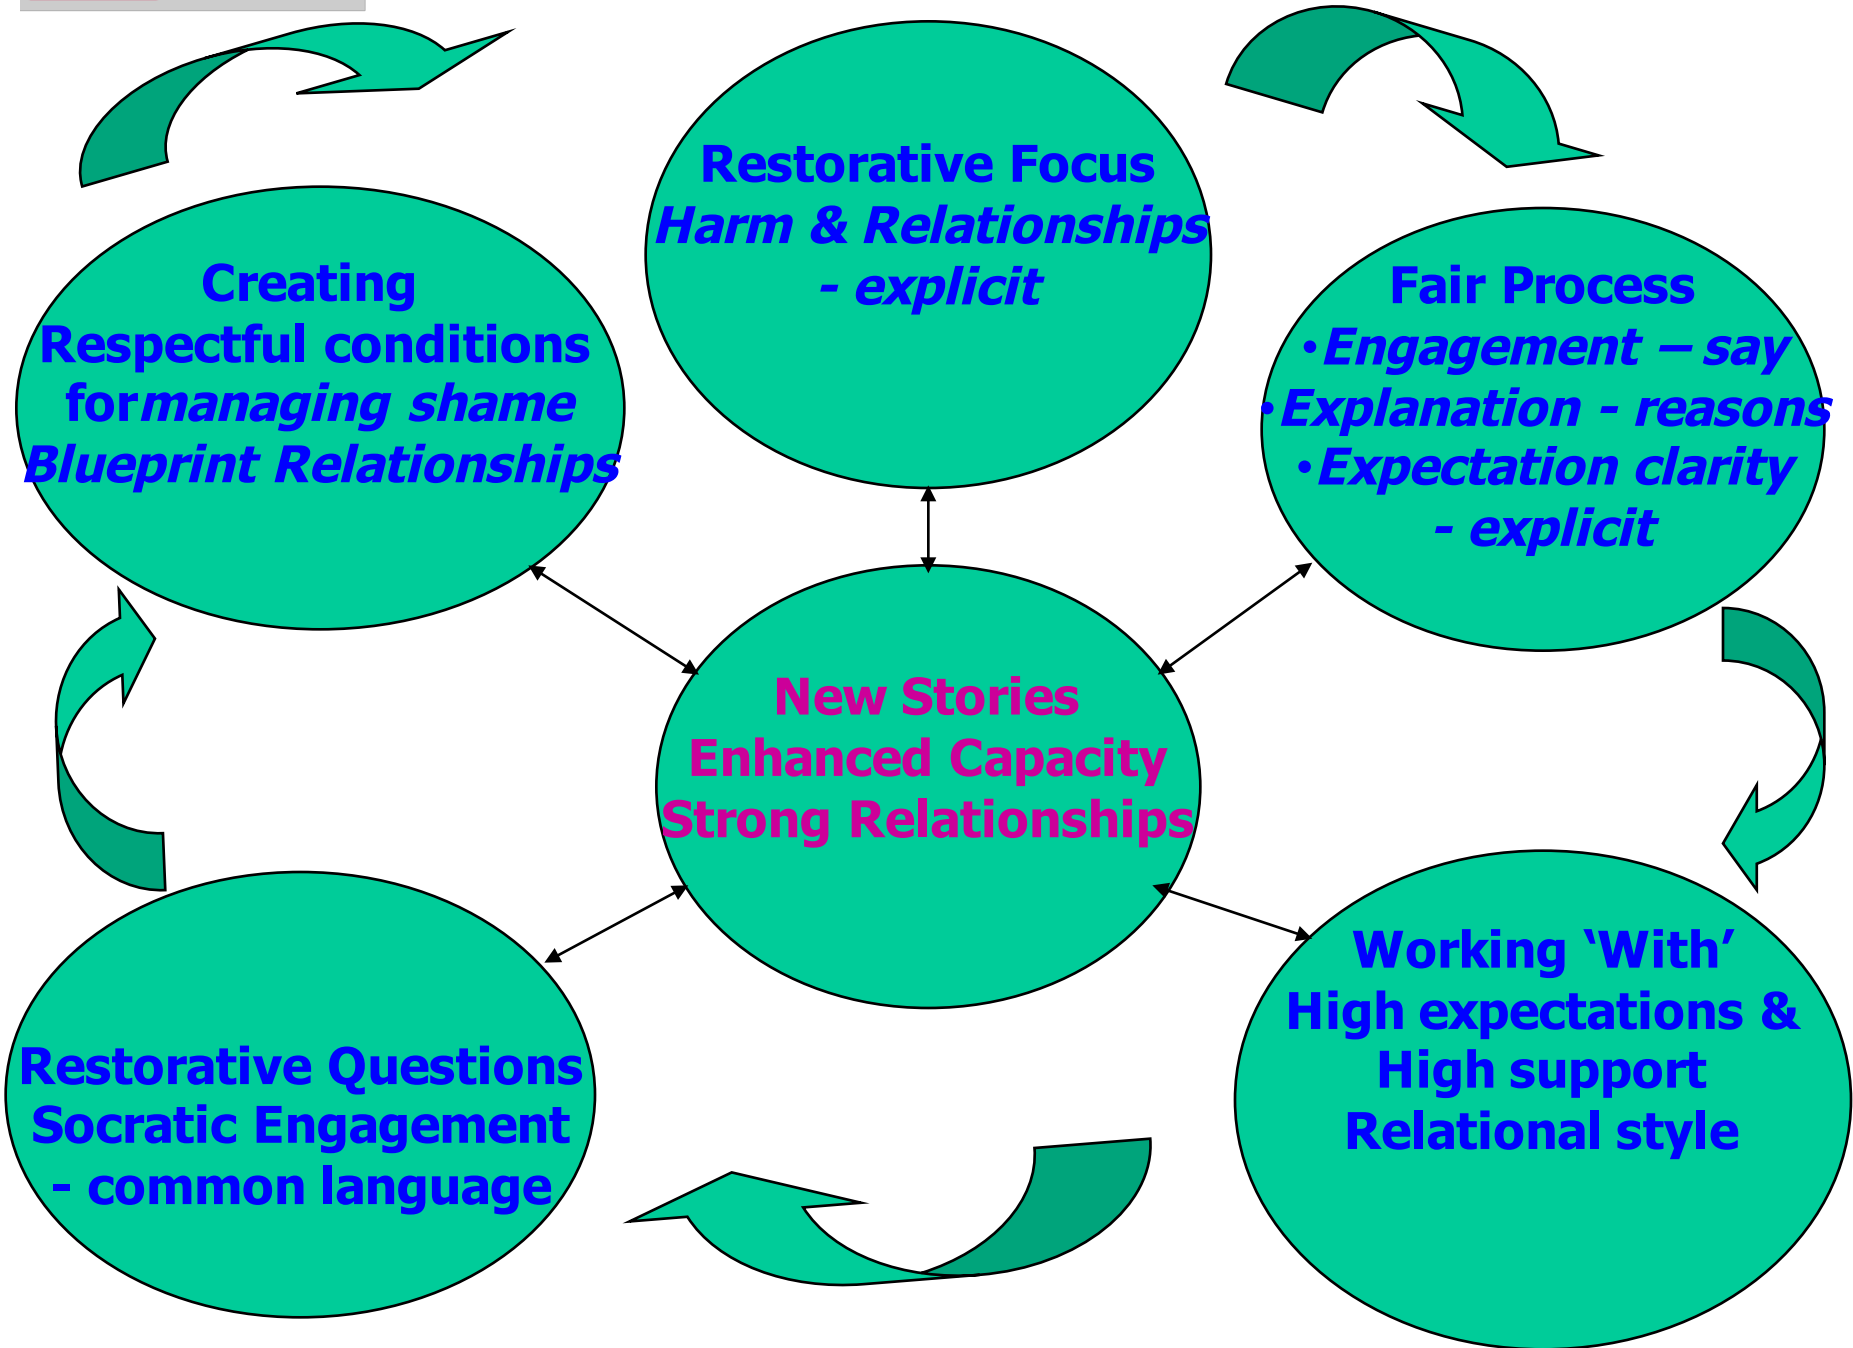 Restorative Focus
Harm & Relationships
- explicit
Creating
Respectful conditions
for managing shame
Blueprint Relationships
Fair Process
•Engagement – say
•Explanation - reasons
•Expectation clarity
- explicit
New Stories
Enhanced Capacity
Strong Relationships
Restorative Questions
Socratic Engagement
- common language
Working ‘With’
High expectations &
High support
Relational style